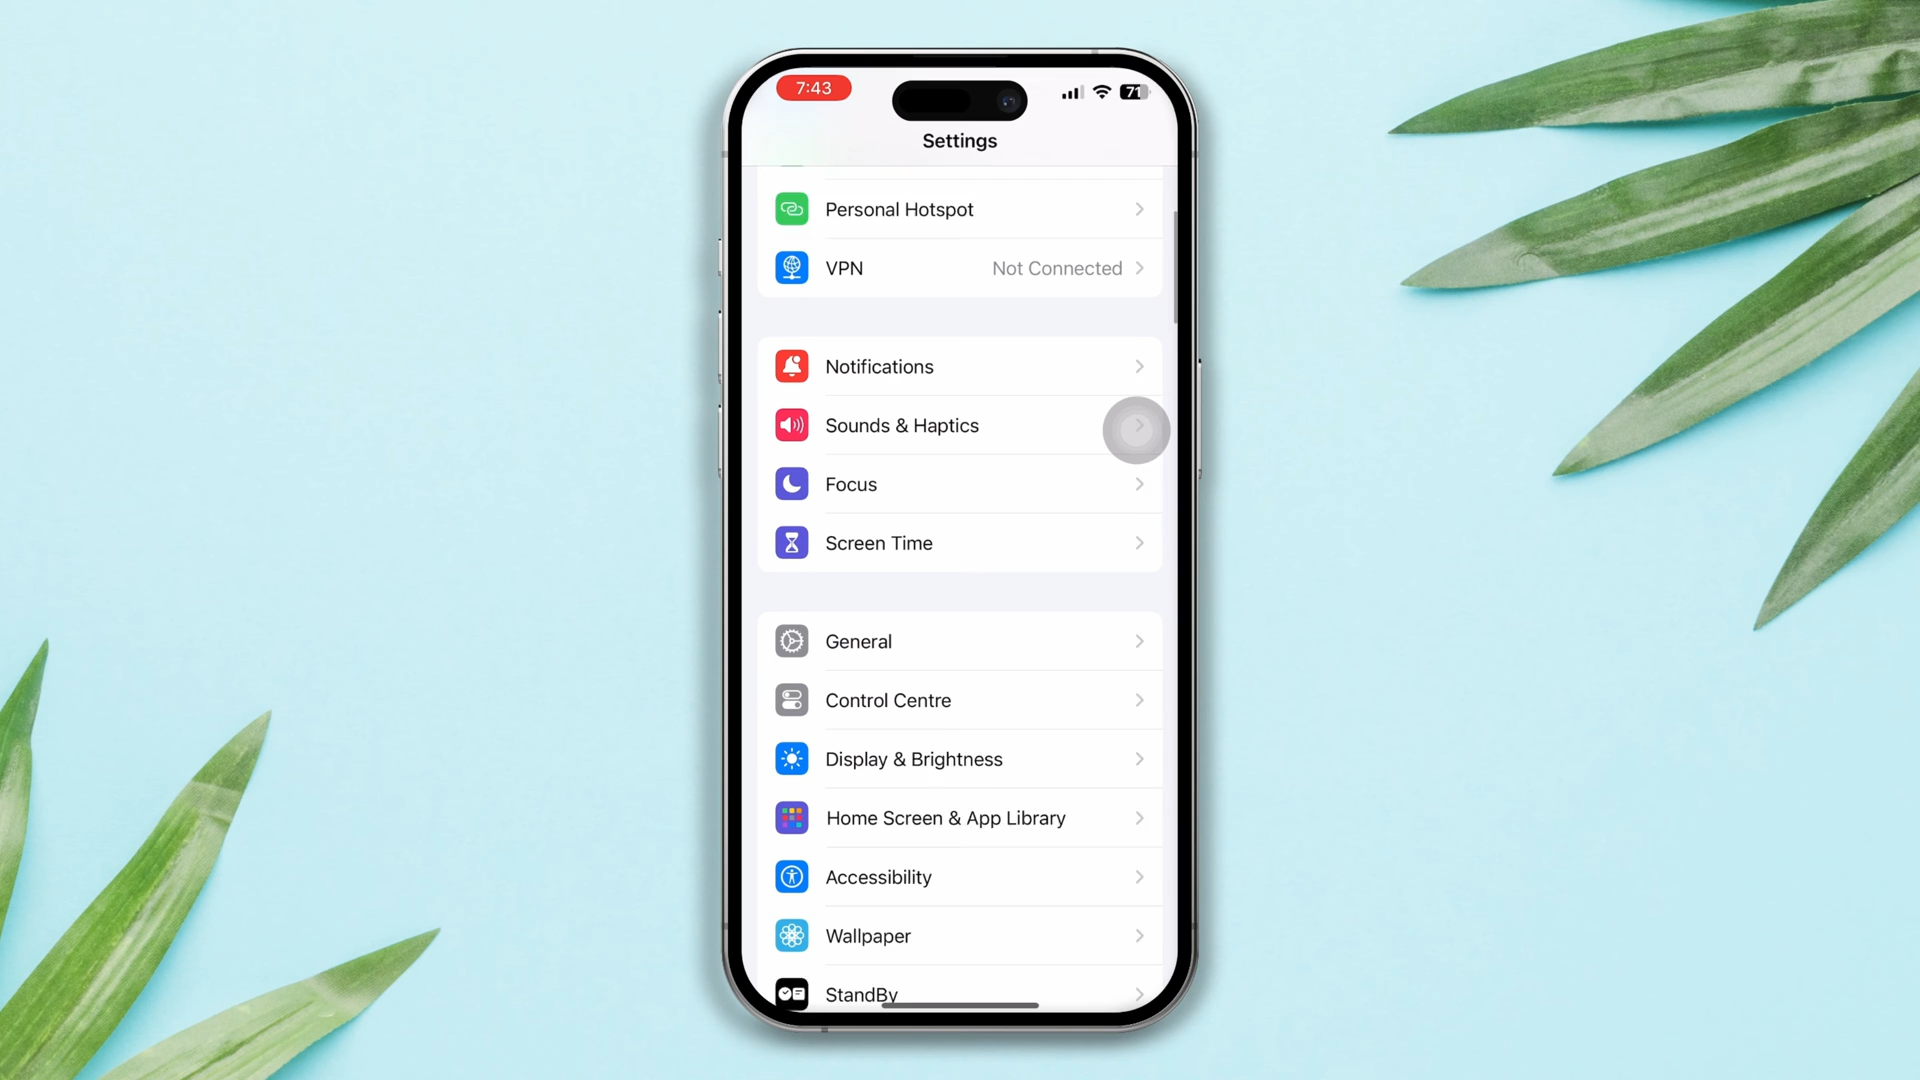 7:43
71
Settings
Personal Hotspot
VPN Not Connected
Notifications
Sounds & Haptics
Focus
Screen Time
General
Control Centre
Display & Brightness
Home Screen & App Library
Accessibility
Wallpaper
StandBy